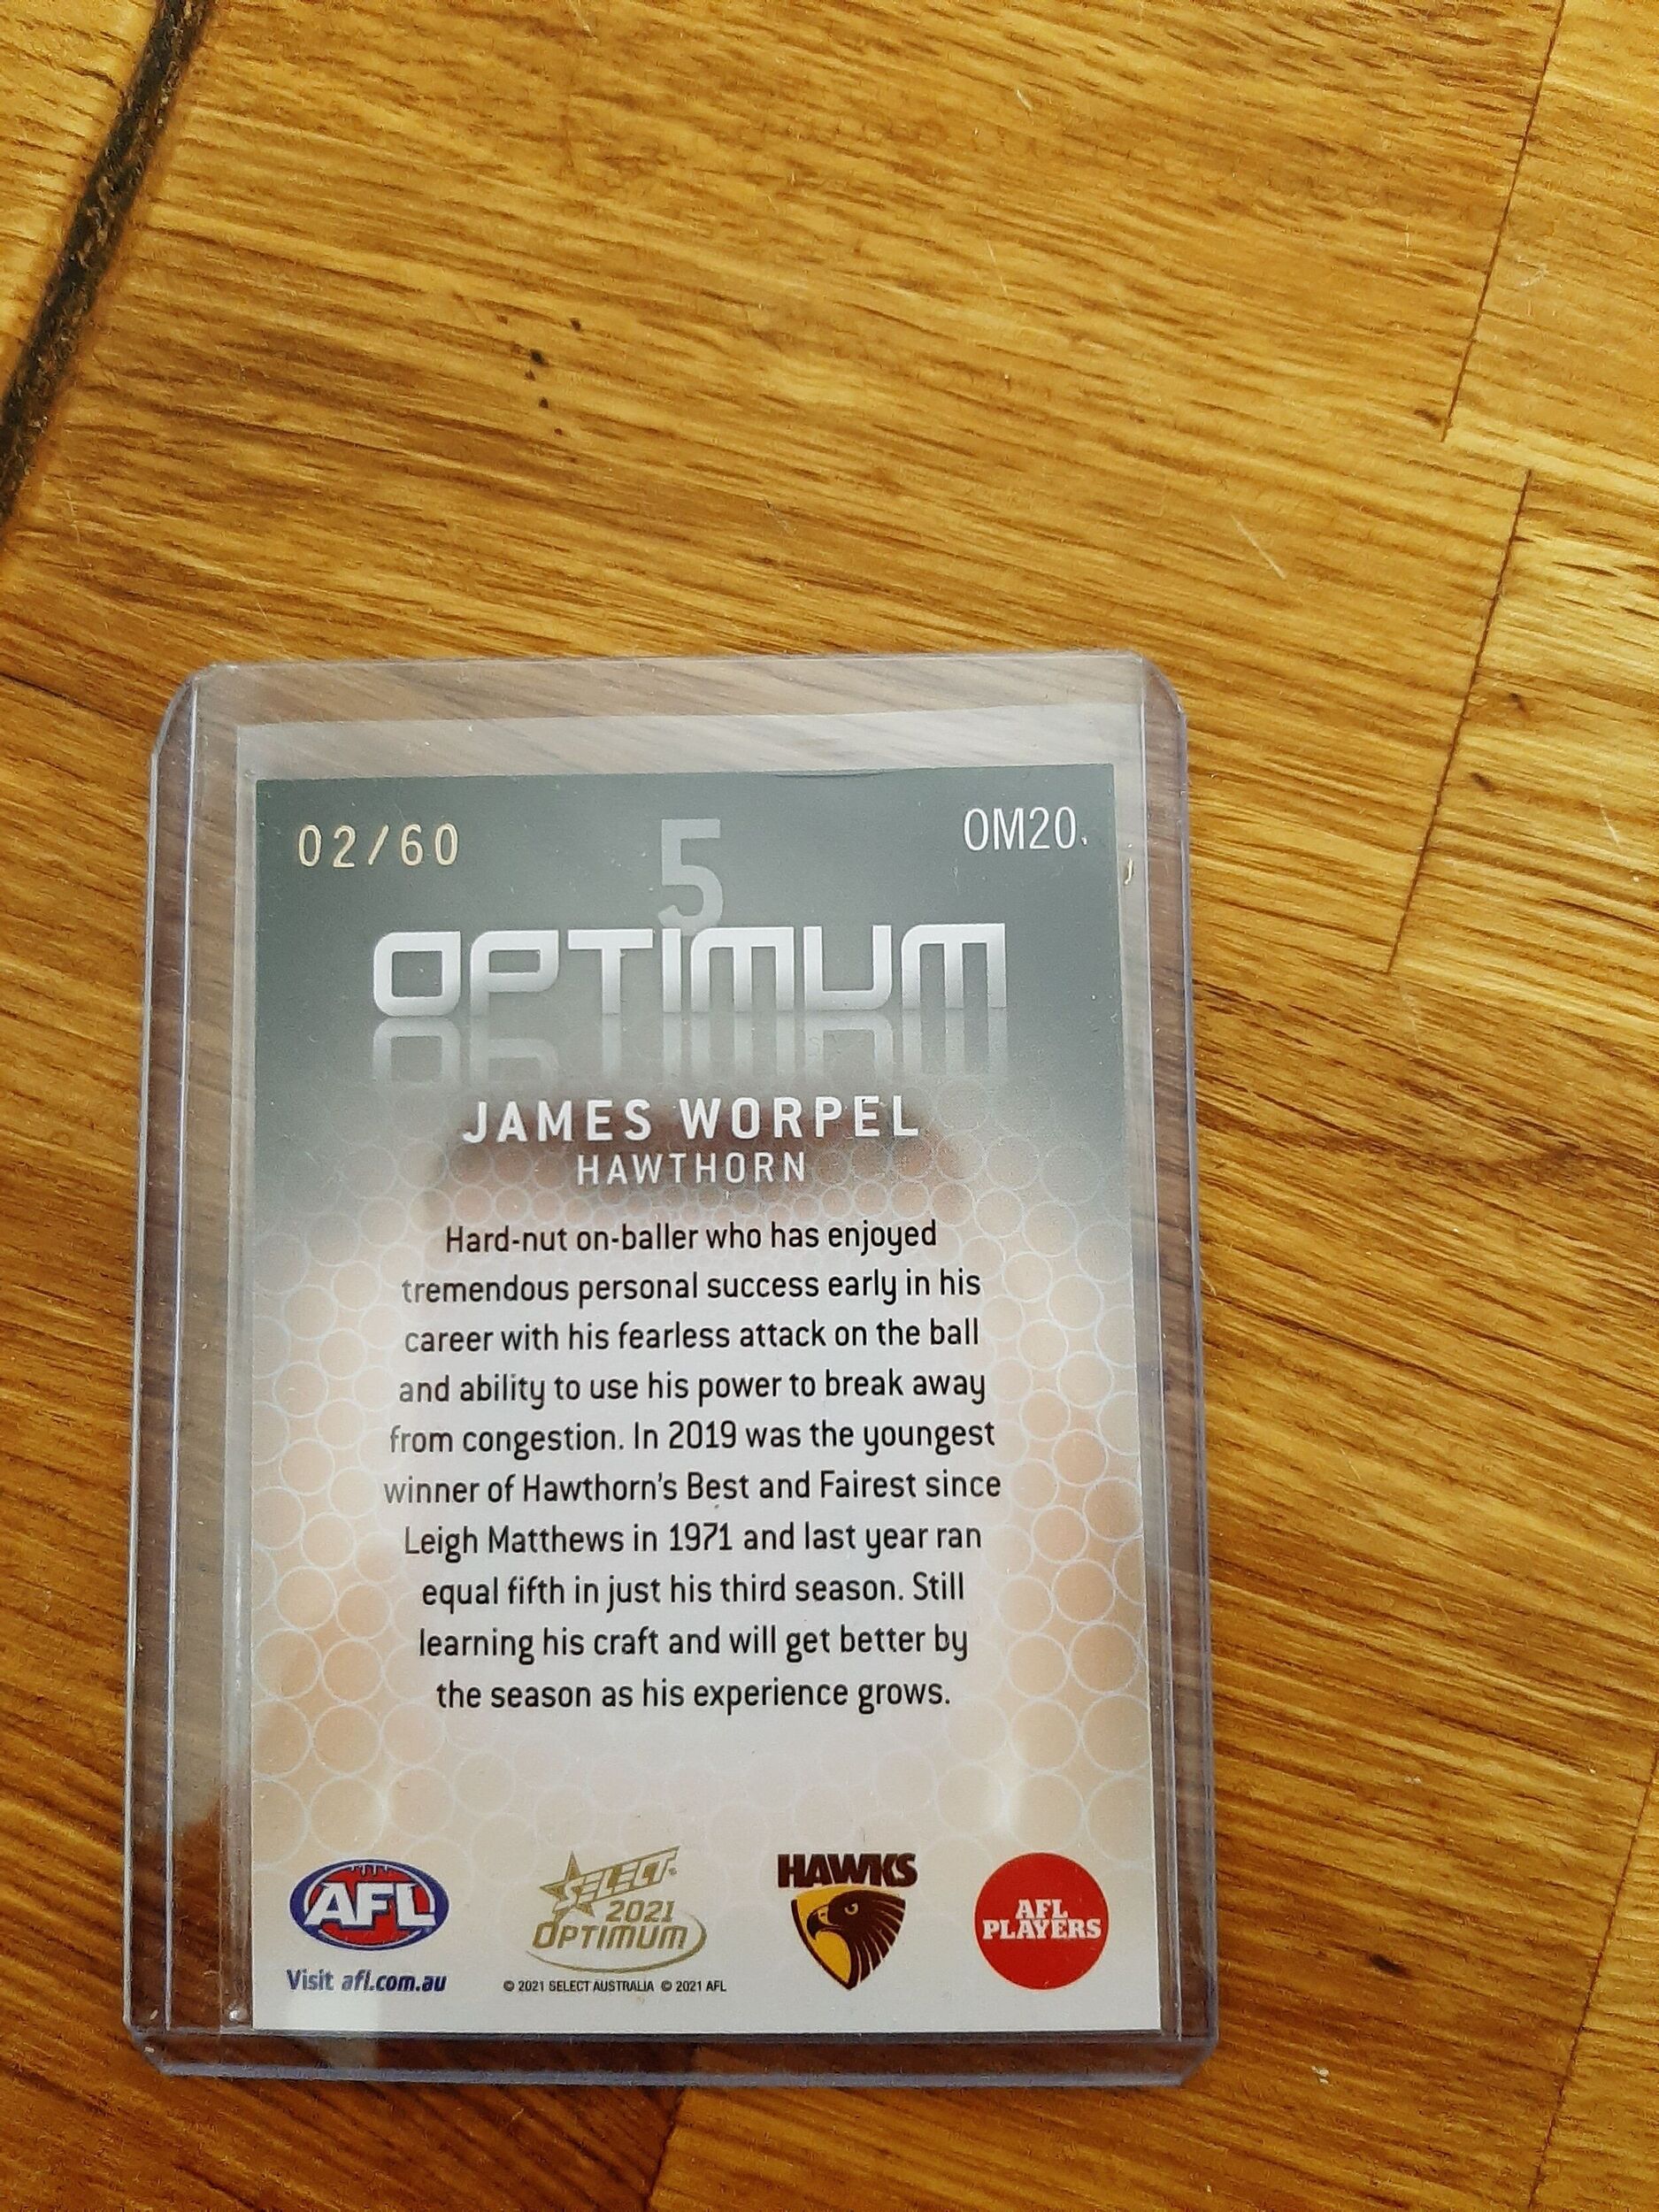 02/60
5
OM20
OPTIMUM
JAMES WORPEL
HAWTHORN
Hard-nut on-baller who has enjoyed
tremendous personal success early in his
career with his fearless attack on the ball
and ability to use his power to break away
from congestion. In 2019 was the youngest
winner of Hawthorn's Best and Fairest since
Leigh Matthews in 1971 and last year ran
equal fifth in just his third season. Still
learning his craft and will get better by
the season as his experience grows.
AFL
Visit afl.com.au
SELECT
2021
OPTIMUM
© 2021 SELECT AUSTRALIA © 2021 AFL
HAWKS
AFL
PLAYERS